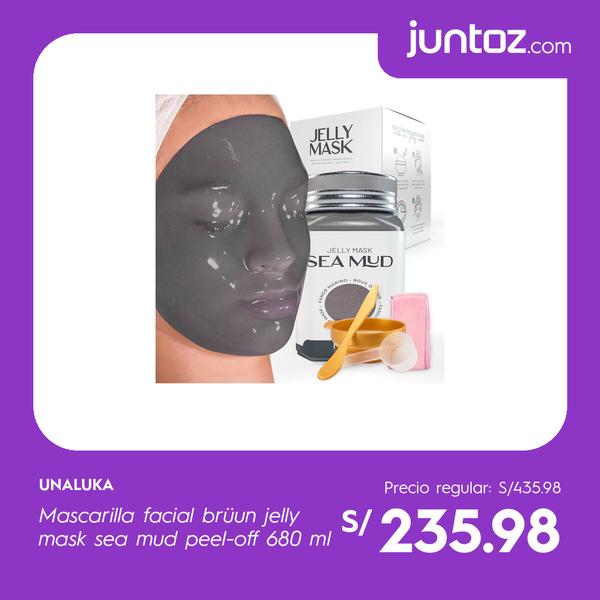 juntoz.com
JELLY
MASK
JELLY MASK
SEA MUD
UNALUKA
Mascarilla facial brüun jelly
mask sea mud peel-off 680 ml
Precio regular: S/435.98
S/ 235.98